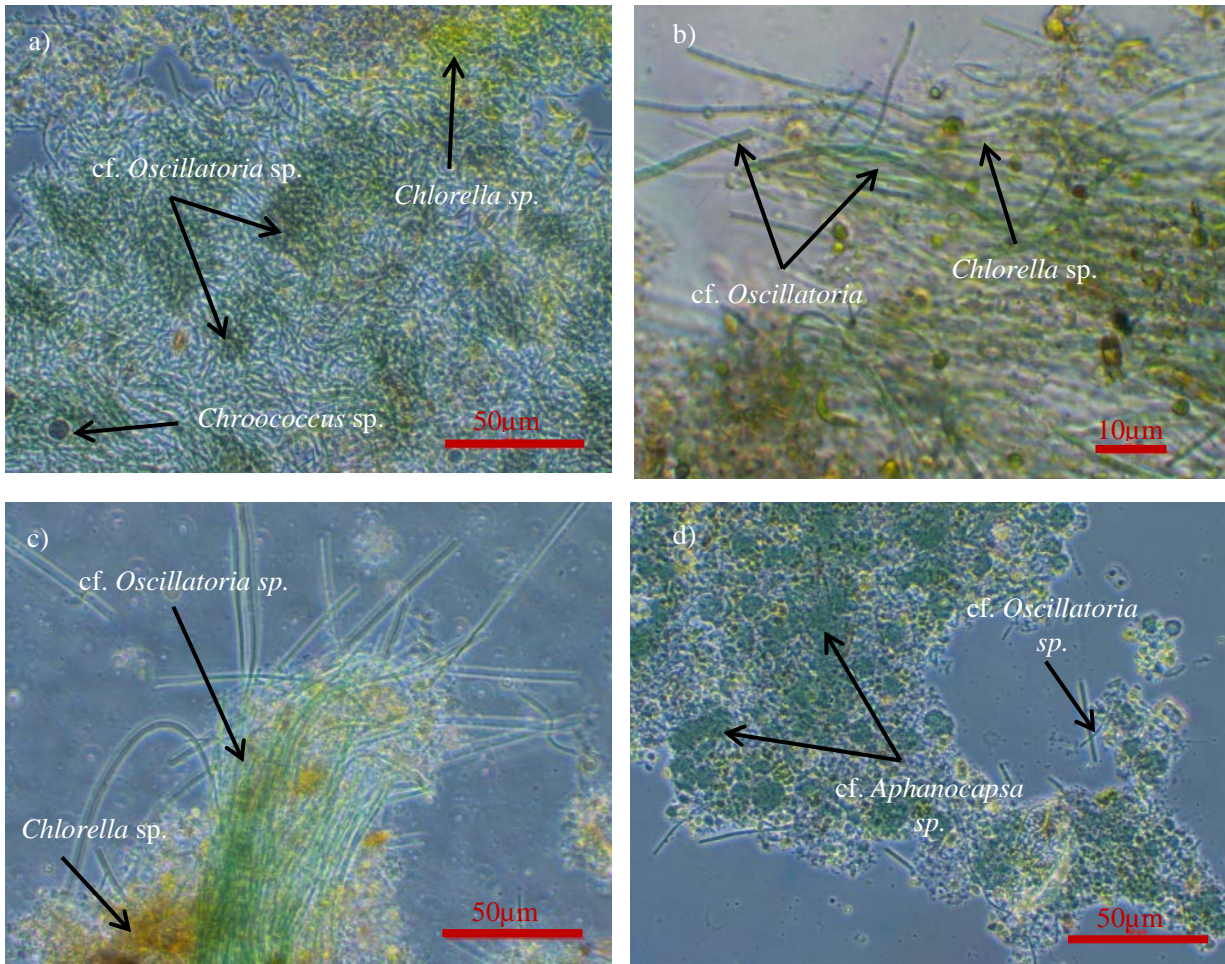 a)
cf. Oscillatoria sp.
Chlorella sp.
Chroococcus sp.
50µm
b)
cf. Oscillatoria
Chlorella sp.
10µm
c)
cf. Oscillatoria sp.
Chlorella sp.
50µm
d)
cf. Oscillatoria
sp.
cf. Aphanocapsa
sp.
50µm